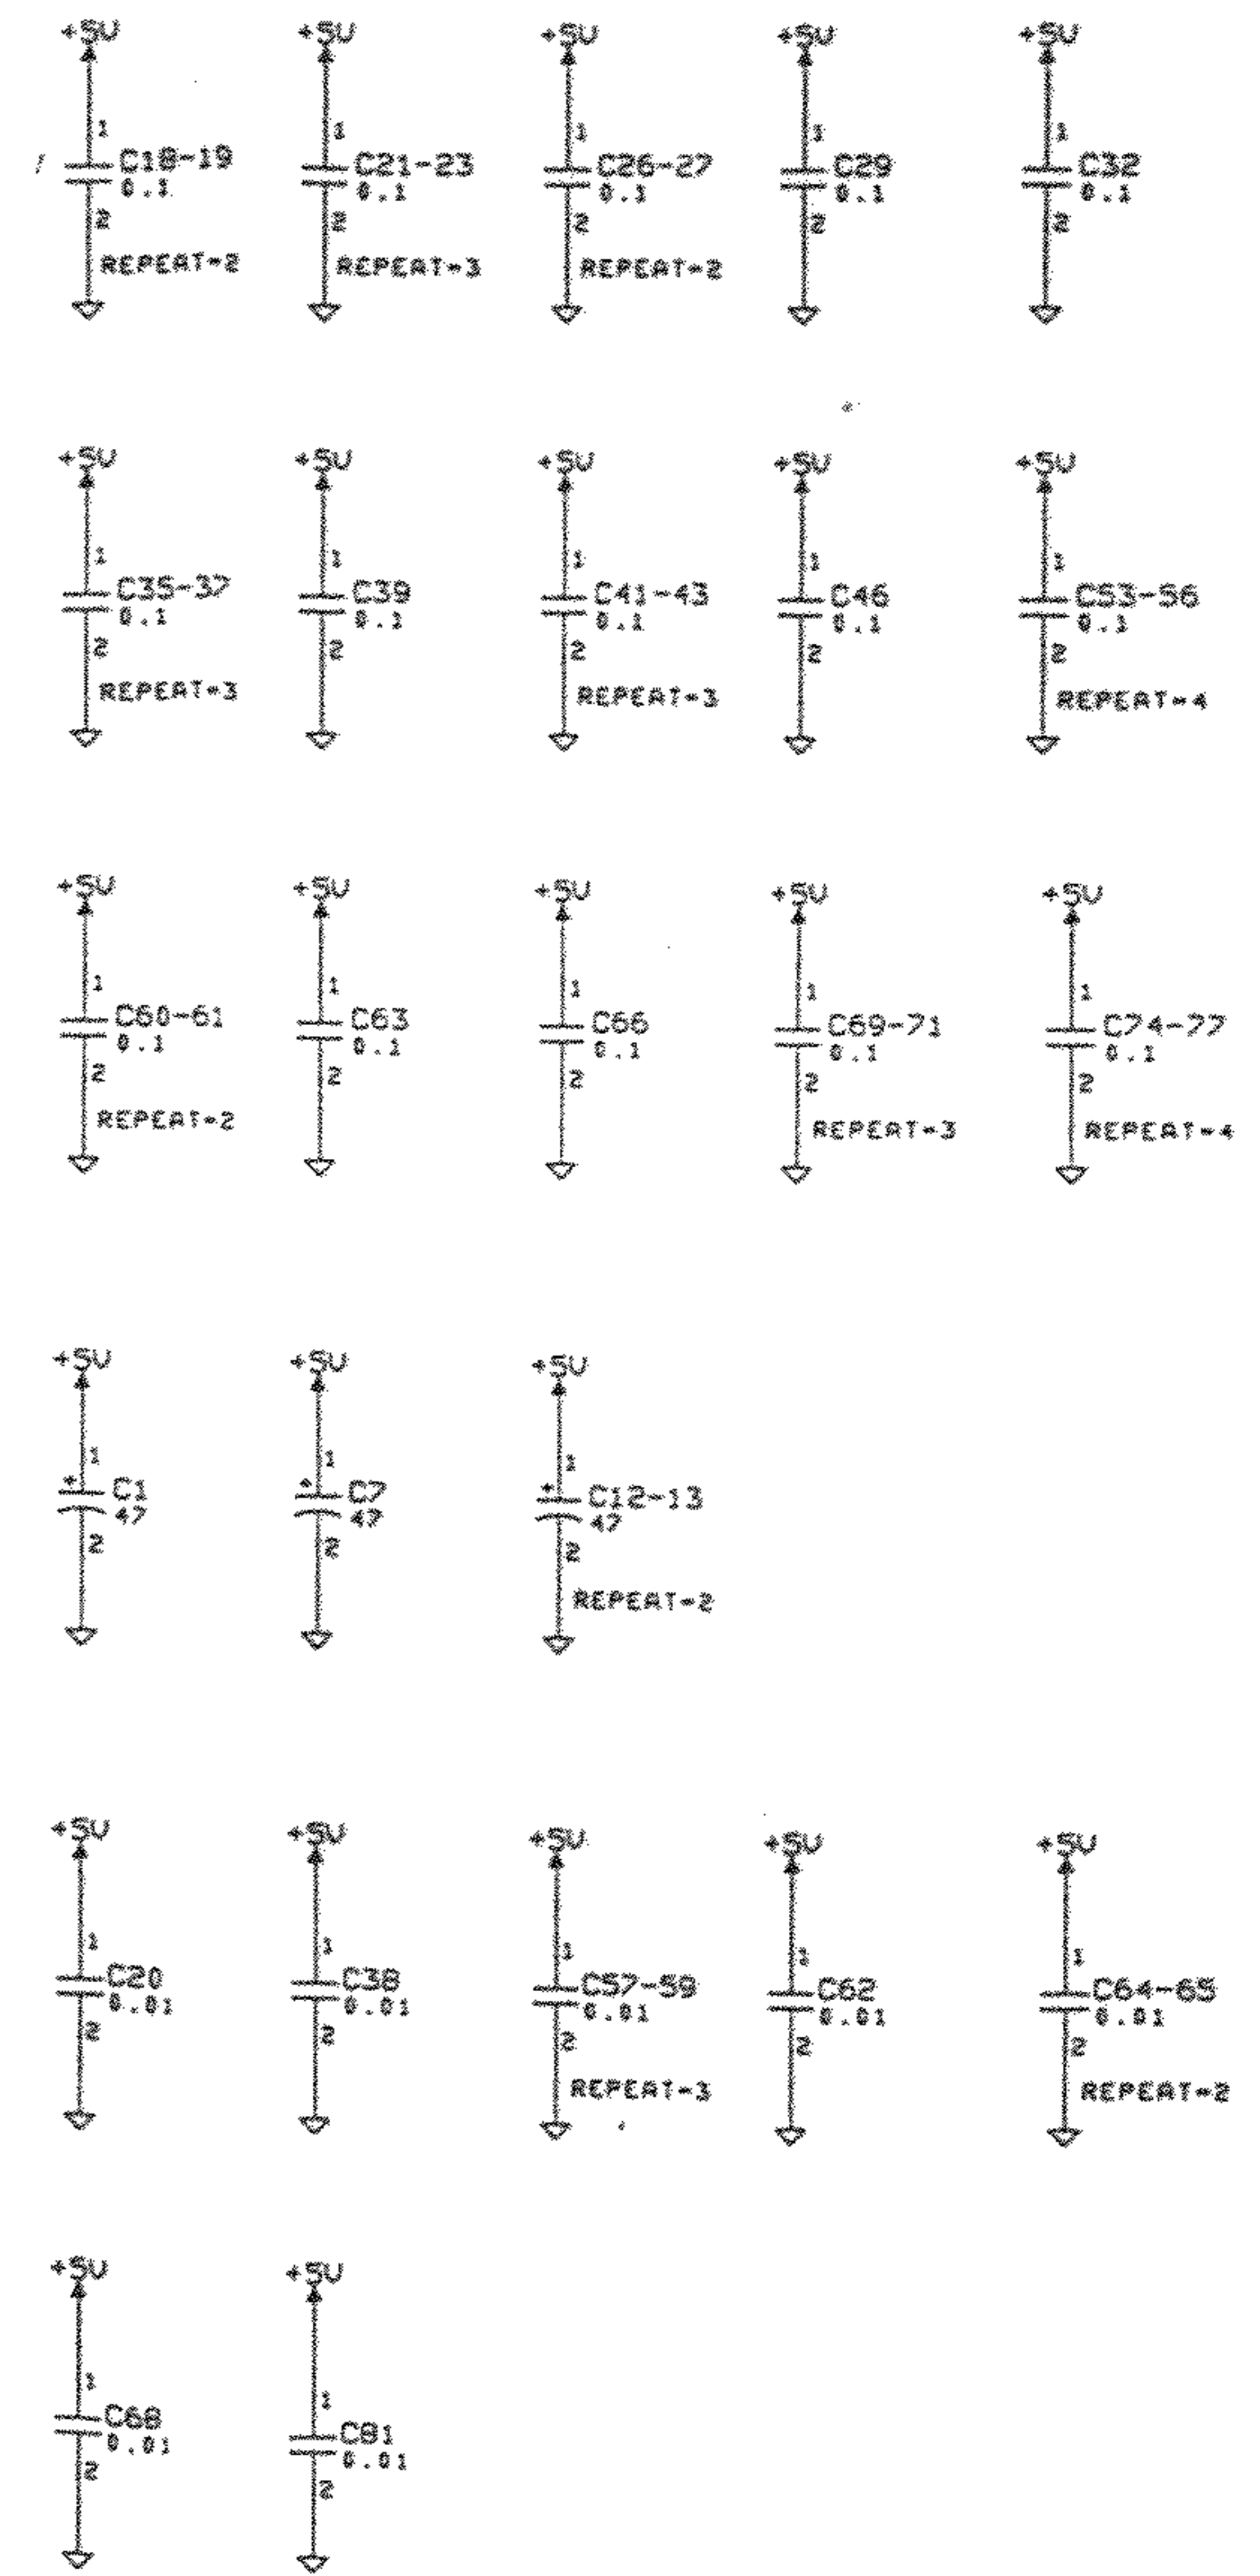 +5V +5V +5V +5V +5V
1 1 1 1 1
C18-19 C21-23 C26-27 C29 C32
0.1 0.1 0.1 0.1 0.1
2 2 2 2 2
REPEAT=2 REPEAT=3 REPEAT=2
+5V +5V +5V +5V +5V
1 1 1 1 1
C35-37 C39 C41-43 C46 C53-56
0.1 0.1 0.1 0.1 0.1
2 2 2 2 2
REPEAT=3 REPEAT=3 REPEAT=4
+5V +5V +5V +5V +5V
1 1 1 1 1
C60-61 C63 C66 C69-71 C74-77
0.1 0.1 0.1 0.1 0.1
2 2 2 2 2
REPEAT=2 REPEAT=3 REPEAT=4
+5V +5V +5V
1 1 1
+ C1 + C7 + C12-13
47 47 47
2 2 2
REPEAT=2
+5V +5V +5V +5V +5V
1 1 1 1 1
C20 C38 C57-59 C62 C64-65
0.01 0.01 0.01 0.01 0.01
2 2 2 2 2
REPEAT=3 REPEAT=2
+5V +5V
1 1
C68 C81
0.01 0.01
2 2